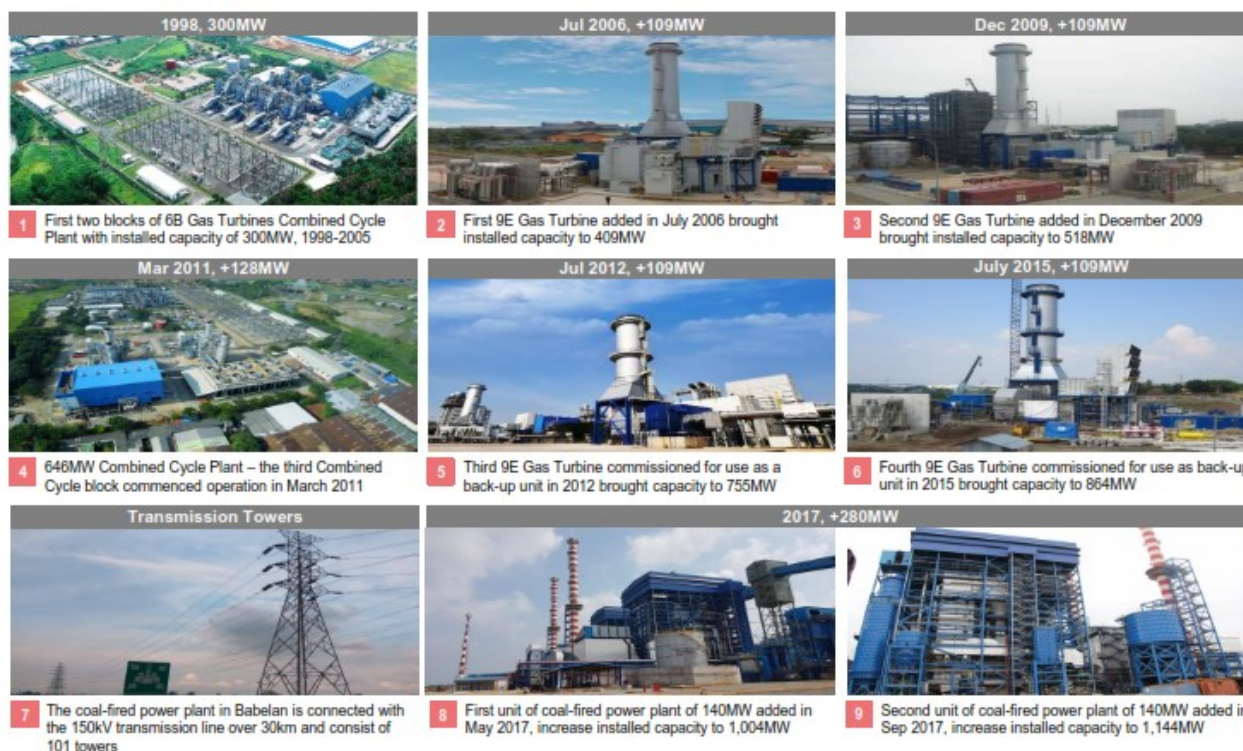 1998, 300MW
Jul 2006, +109MW
Dec 2009, +109MW
1
First two blocks of 6B Gas Turbines Combined Cycle
Plant with installed capacity of 300MW, 1998-2005
2
First 9E Gas Turbine added in July 2006 brought
installed capacity to 409MW
3
Second 9E Gas Turbine added in December 2009
brought installed capacity to 518MW
Mar 2011, +128MW
Jul 2012, +109MW
July 2015, +109MW
4
646MW Combined Cycle Plant – the third Combined
Cycle block commenced operation in March 2011
5
Third 9E Gas Turbine commissioned for use as a
back-up unit in 2012 brought capacity to 755MW
6
Fourth 9E Gas Turbine commissioned for use as back-up
unit in 2015 brought capacity to 864MW
Transmission Towers
2017, +280MW
7
The coal-fired power plant in Babelan is connected with
the 150kV transmission line over 30km and consist of
101 towers
8
First unit of coal-fired power plant of 140MW added in
May 2017, increase installed capacity to 1,004MW
9
Second unit of coal-fired power plant of 140MW added in
Sep 2017, increase installed capacity to 1,144MW